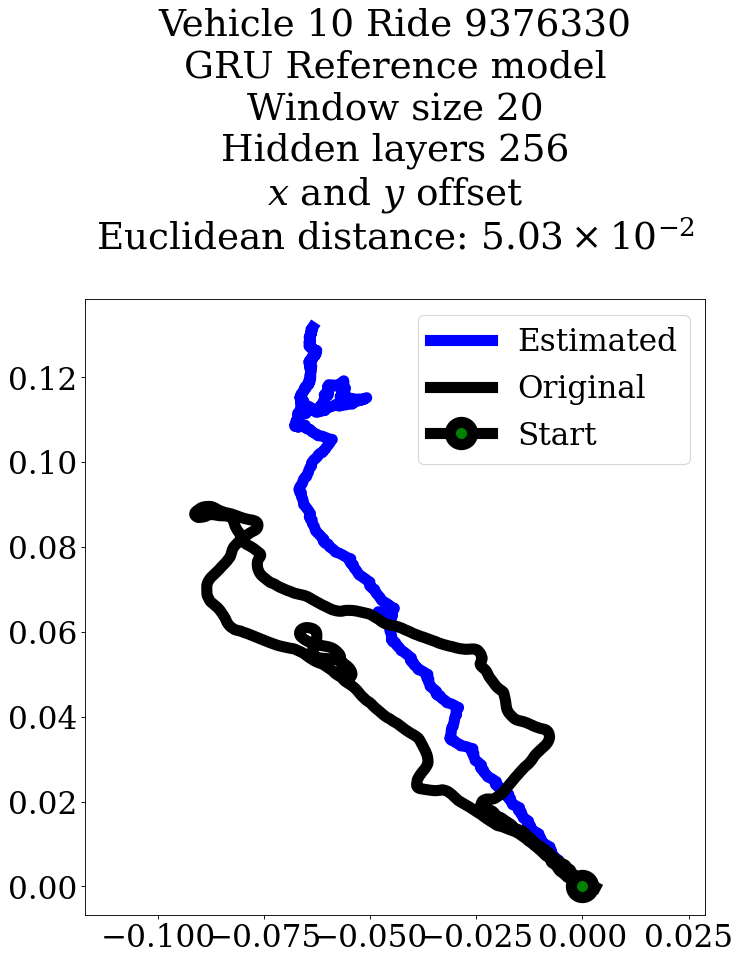 Vehicle 10 Ride 9376330
GRU Reference model
Window size 20
Hidden layers 256
x and y offset
Euclidean distance: 5.03 × 10⁻²
Estimated
Original
Start
0.12
0.10
0.08
0.06
0.04
0.02
0.00
−0.100 −0.075 −0.050 −0.025 0.000 0.025